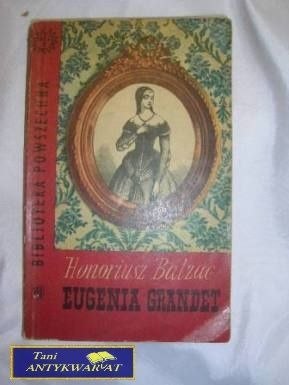 BIBLIOTEKA POWSZECHNA
Honoriusz Balzac
EUGENIA GRANDET
Tani
ANTYKWARIAT